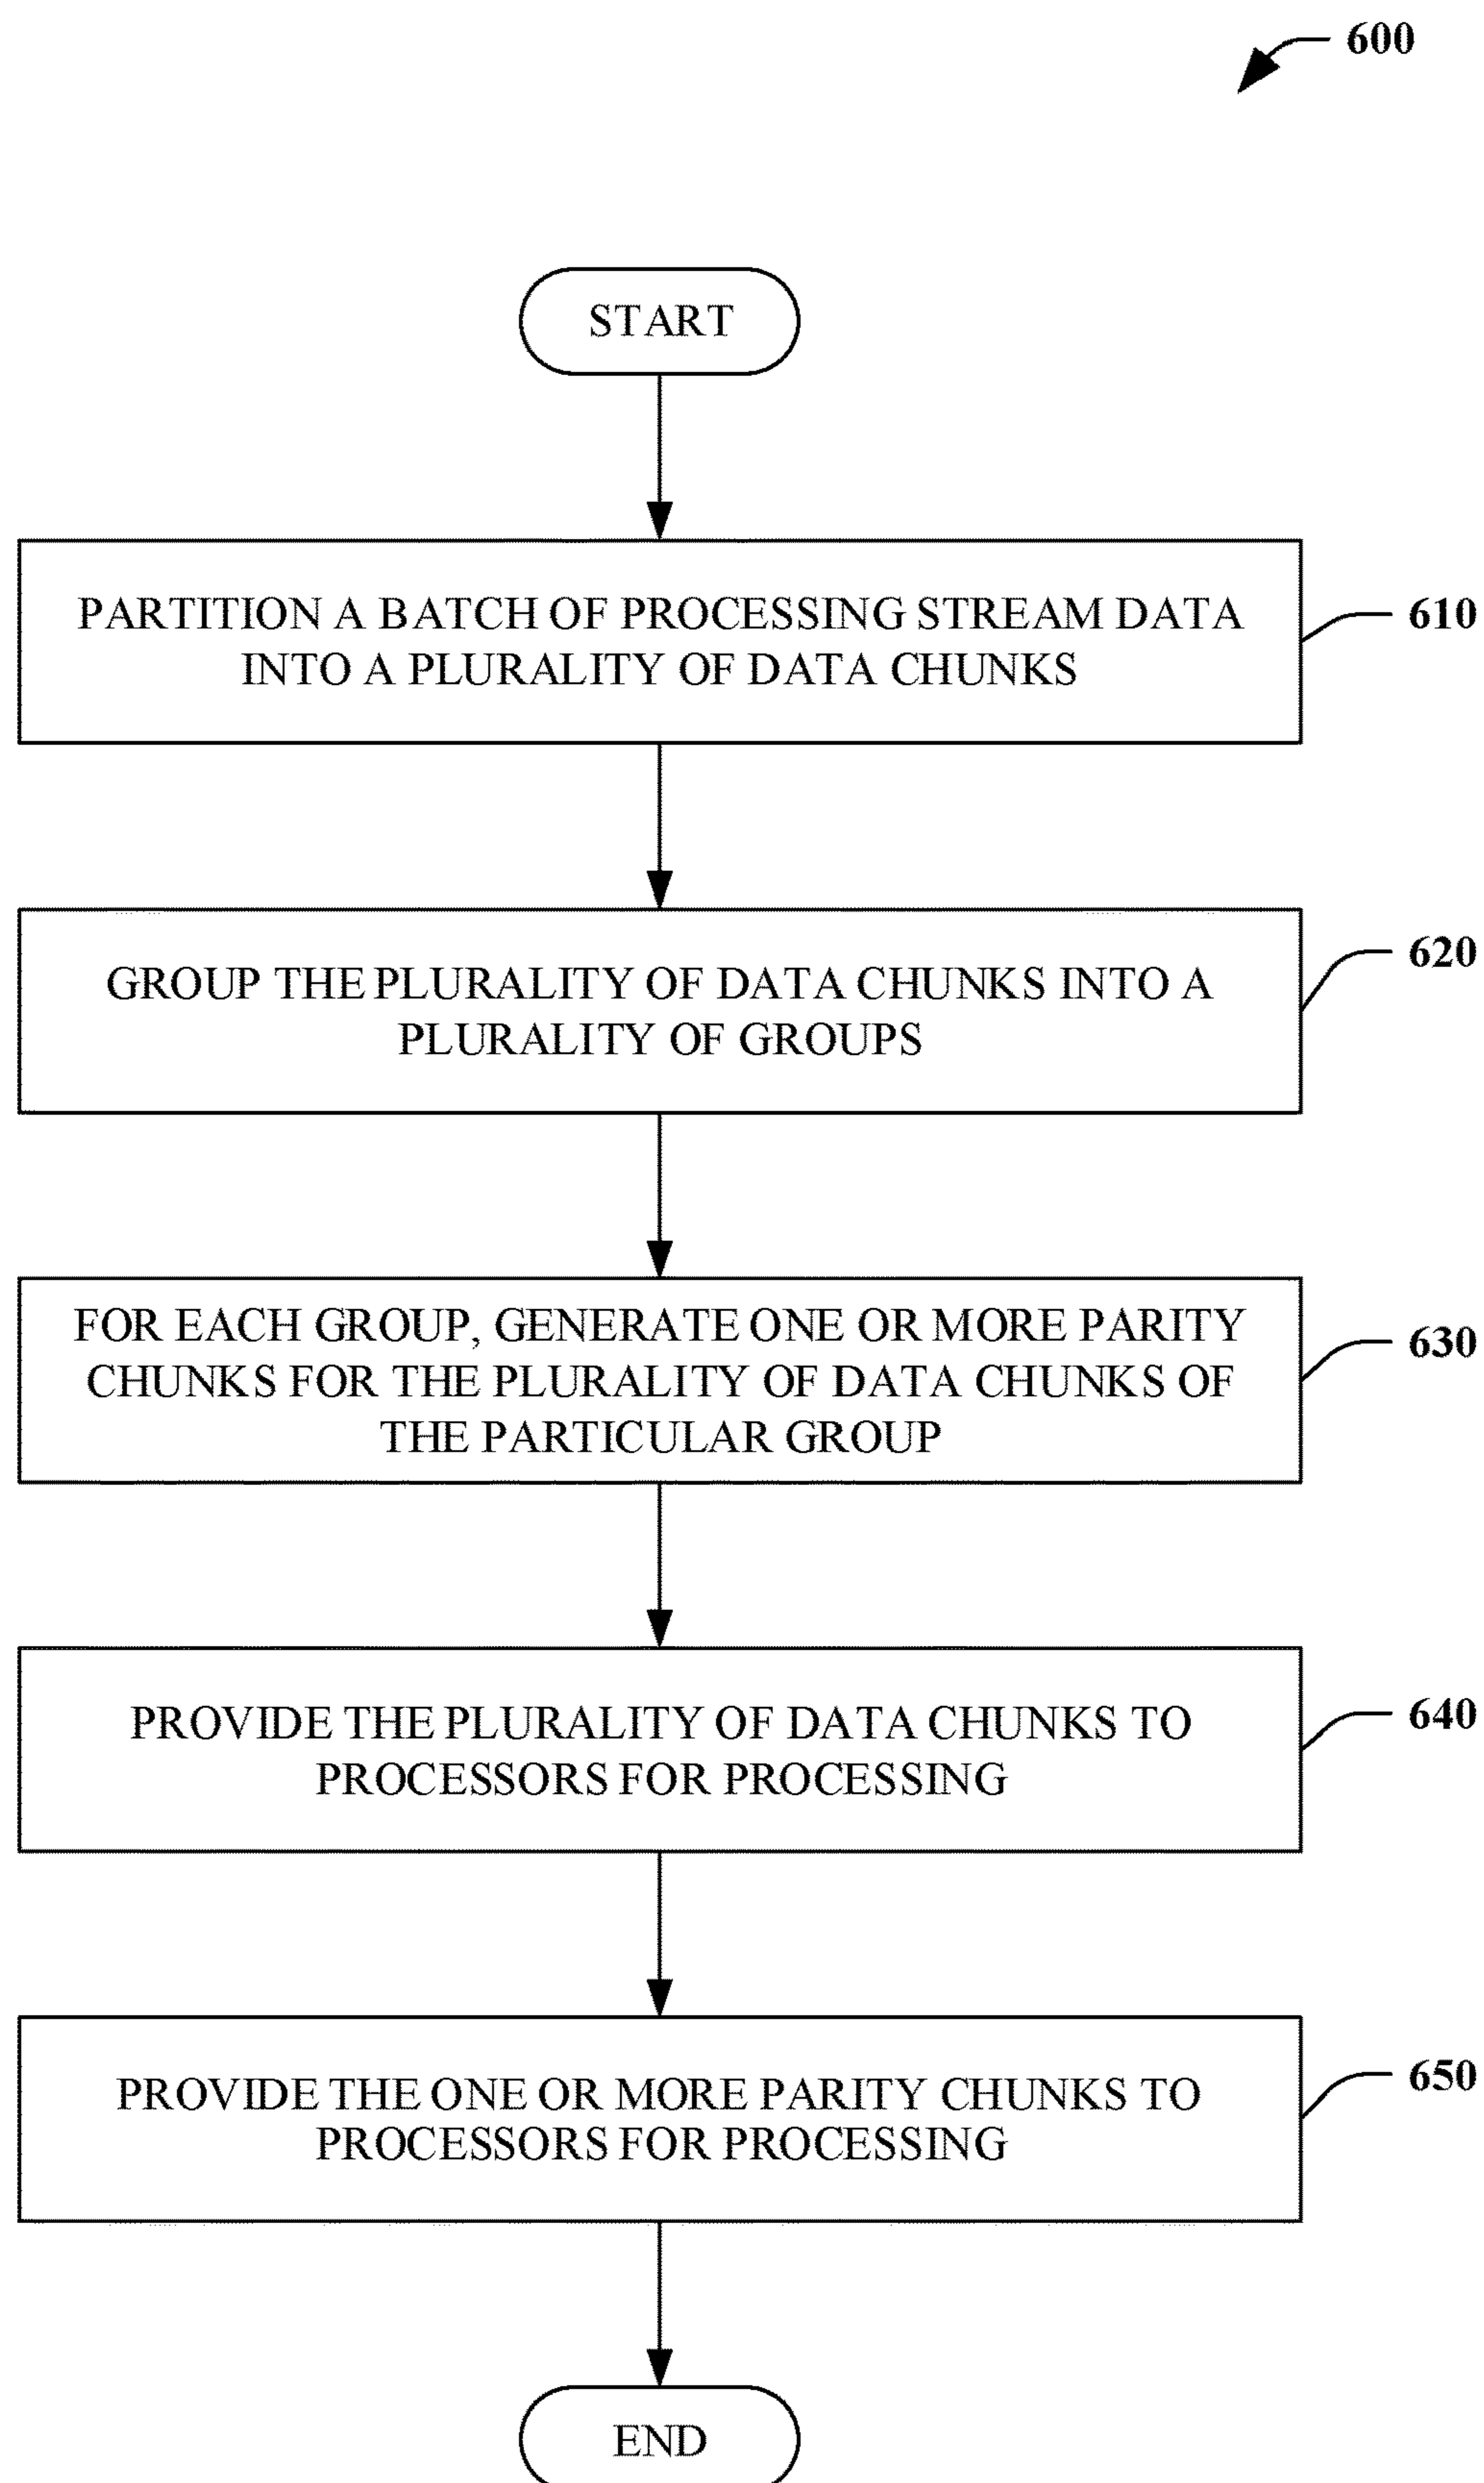 600
START
PARTITION A BATCH OF PROCESSING STREAM DATA
INTO A PLURALITY OF DATA CHUNKS
610
GROUP THE PLURALITY OF DATA CHUNKS INTO A
PLURALITY OF GROUPS
620
FOR EACH GROUP, GENERATE ONE OR MORE PARITY
CHUNKS FOR THE PLURALITY OF DATA CHUNKS OF
THE PARTICULAR GROUP
630
PROVIDE THE PLURALITY OF DATA CHUNKS TO
PROCESSORS FOR PROCESSING
640
PROVIDE THE ONE OR MORE PARITY CHUNKS TO
PROCESSORS FOR PROCESSING
650
END